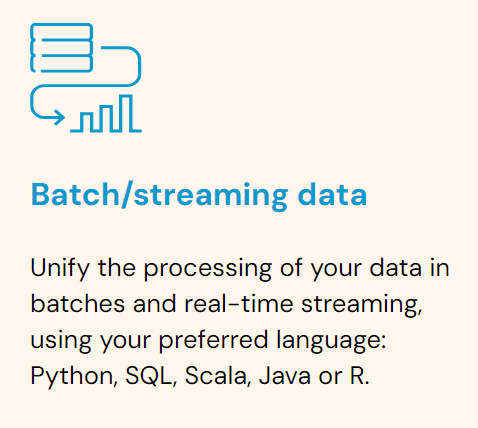 Batch/streaming data
Unify the processing of your data in
batches and real-time streaming,
using your preferred language:
Python, SQL, Scala, Java or R.